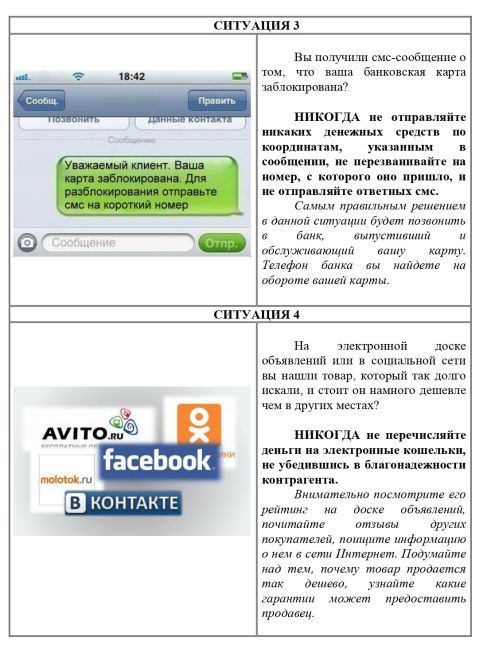 СИТУАЦИЯ 3
18:42
Сообщ.
Править
Позвонить
Данные контакта
Сообщение
Уважаемый клиент. Ваша
карта заблокирована. Для
разблокирования отправьте
смс на короткий номер
Сообщение
Отпр.
Вы получили смс-сообщение о
том, что ваша банковская карта
заблокирована?
НИКОГДА не отправляйте
никаких денежных средств по
координатам, указанным в
сообщении, не перезванивайте на
номер, с которого оно пришло, и
не отправляйте ответных смс.
Самым правильным решением
в данной ситуации будет позвонить
в банк, выпустивший и
обслуживающий вашу карту.
Телефон банка вы найдете на
обороте вашей карты.
СИТУАЦИЯ 4
AVITO.RU
facebook
molotok.ru
В КОНТАКТЕ
На электронной доске
объявлений или в социальной сети
вы нашли товар, который так долго
искали, и стоит он намного дешевле
чем в других местах?
НИКОГДА не перечисляйте
деньги на электронные кошельки,
не убедившись в благонадежности
контрагента.
Внимательно посмотрите его
рейтинг на доске объявлений,
почитайте отзывы других
покупателей, поищите информацию
о нем в сети Интернет. Подумайте
над тем, почему товар продается
так дешево, узнайте какие
гарантии может предоставить
продавец.